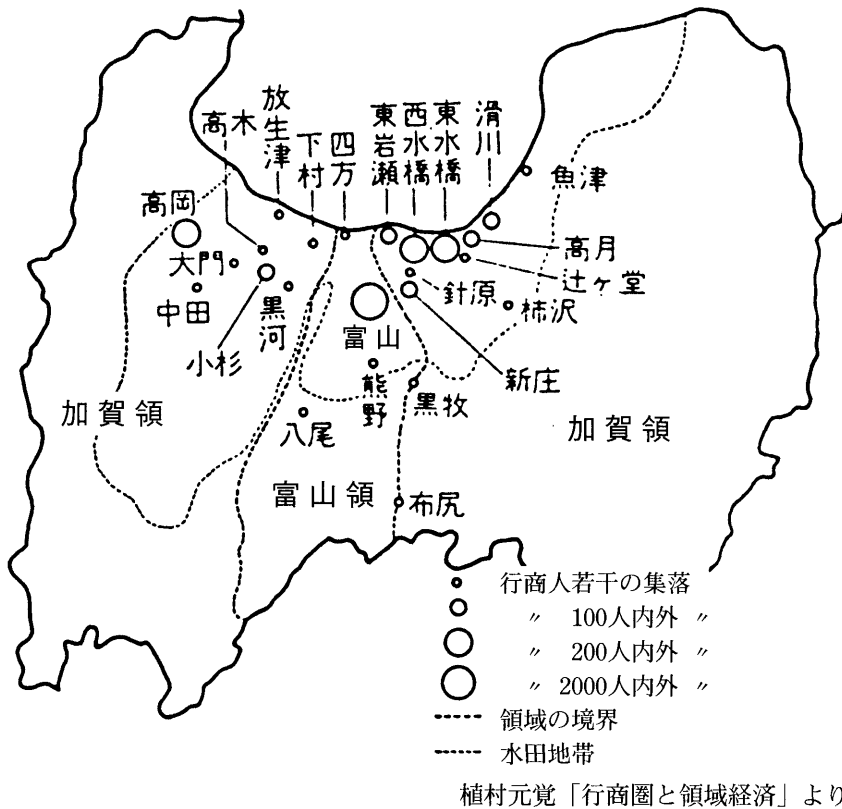 放生津
高木
下村
四方
東岩瀬
西水橋
東水橋
滑川
魚津
高岡
大門
中田
小杉
黒河
富山
針原
高月
辻ヶ堂
柿沢
新庄
熊野
黒牧
八尾
布尻
加賀領
富山領
加賀領
行商人若干の集落
〃 100人内外 〃
〃 200人内外 〃
〃 2000人内外 〃
領域の境界
水田地帯
植村元覚「行商圏と領域経済」より